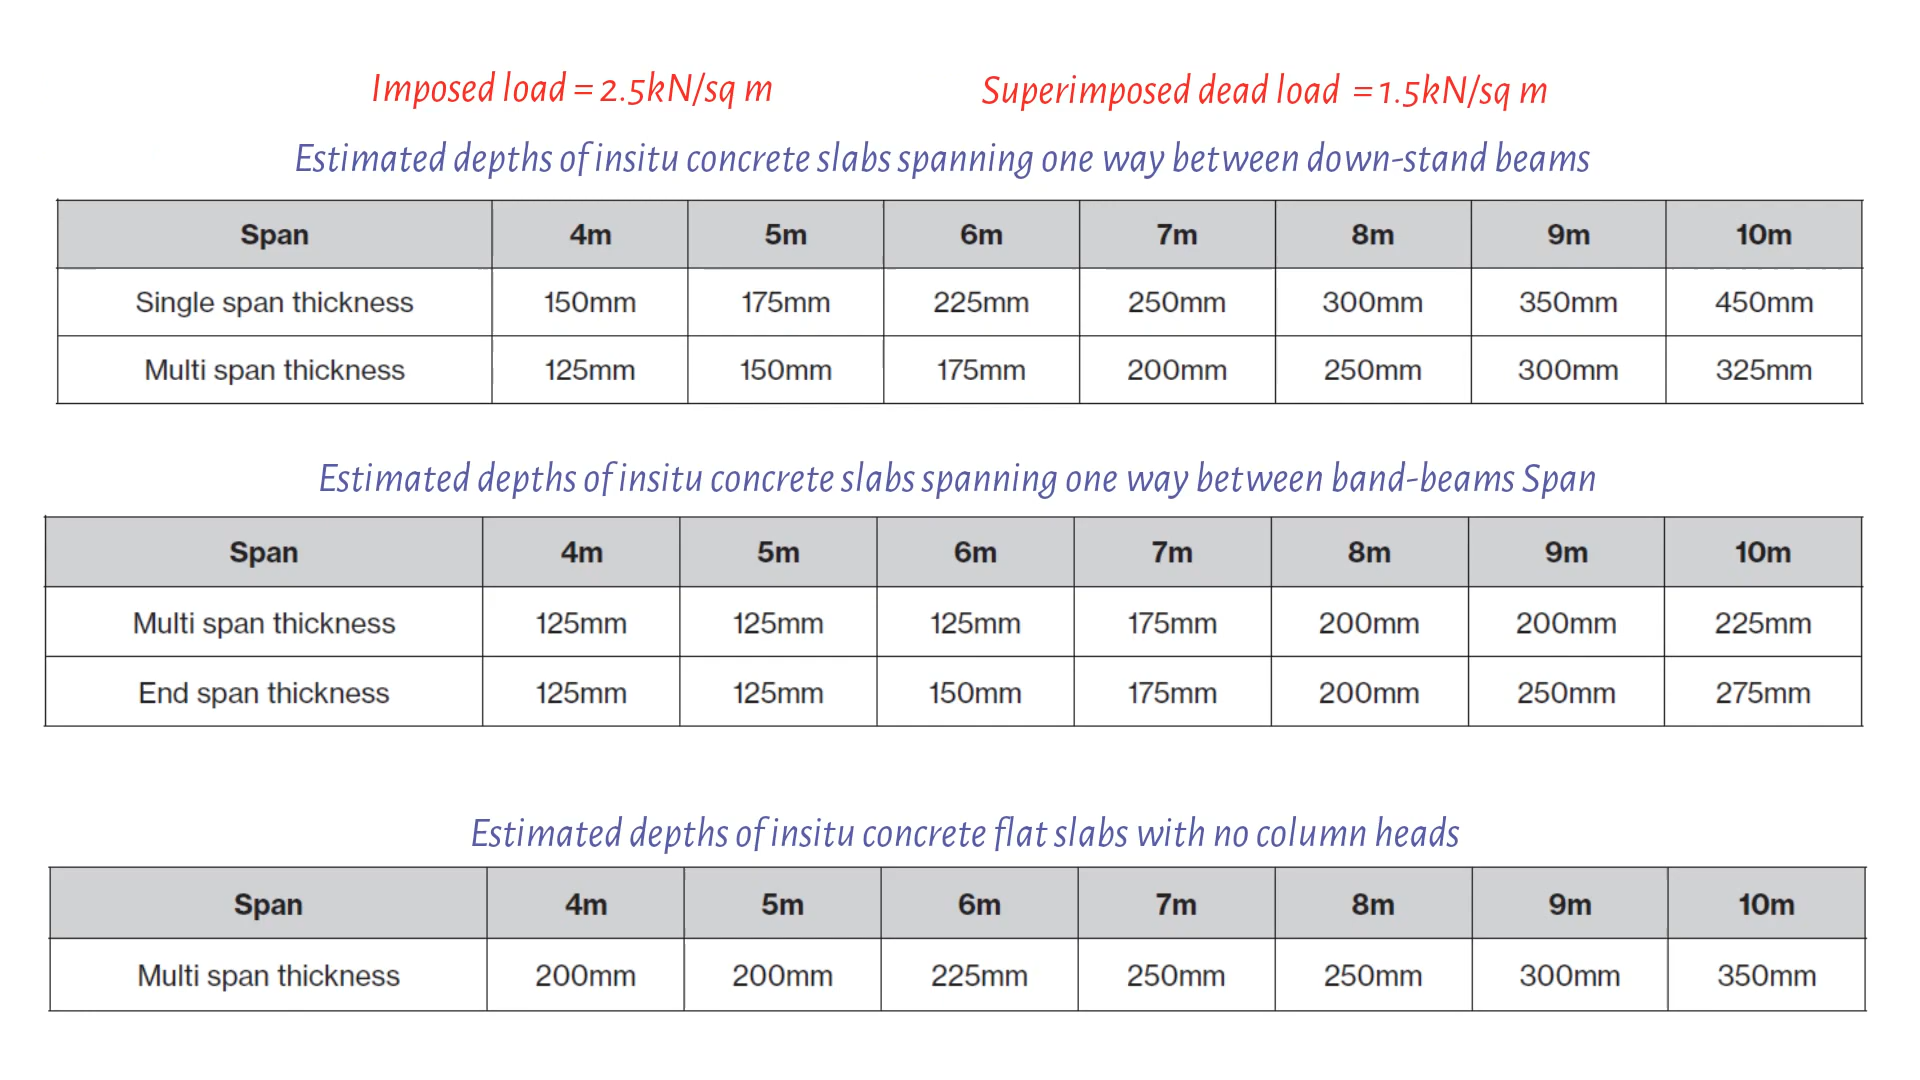 Imposed load = 2.5kN/sq m Superimposed dead load = 1.5kN/sq m
Estimated depths of insitu concrete slabs spanning one way between down-stand beams
Span 4m 5m 6m 7m 8m 9m 10m
Single span thickness 150mm 175mm 225mm 250mm 300mm 350mm 450mm
Multi span thickness 125mm 150mm 175mm 200mm 250mm 300mm 325mm
Estimated depths of insitu concrete slabs spanning one way between band-beams Span
Span 4m 5m 6m 7m 8m 9m 10m
Multi span thickness 125mm 125mm 125mm 175mm 200mm 200mm 225mm
End span thickness 125mm 125mm 150mm 175mm 200mm 250mm 275mm
Estimated depths of insitu concrete flat slabs with no column heads
Span 4m 5m 6m 7m 8m 9m 10m
Multi span thickness 200mm 200mm 225mm 250mm 250mm 300mm 350mm